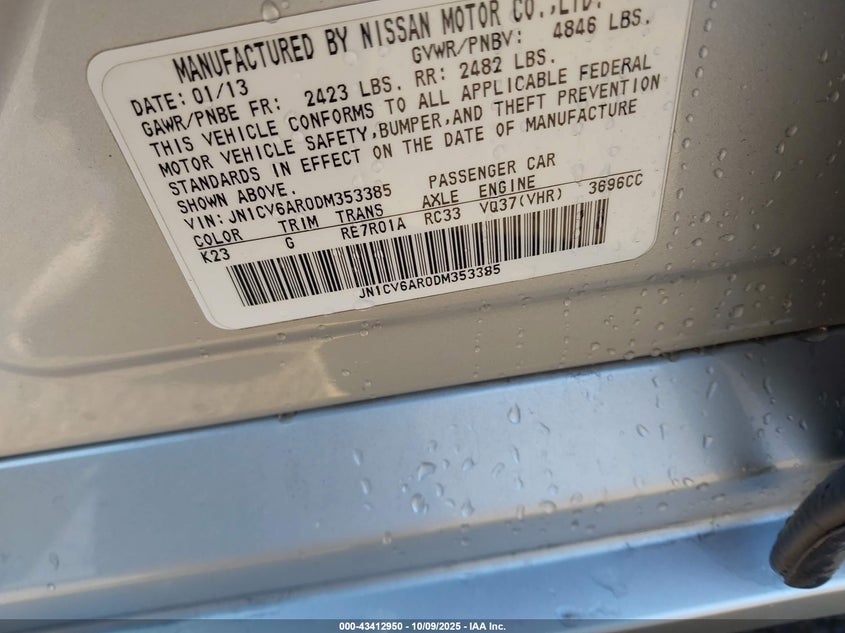 MANUFACTURED BY NISSAN MOTOR CO.,LTD.
DATE: 01/13 GVWR/PNBV: 4846 LBS.
GAWR/PNBE FR: 2423 LBS. RR: 2482 LBS.
THIS VEHICLE CONFORMS TO ALL APPLICABLE FEDERAL
MOTOR VEHICLE SAFETY,BUMPER,AND THEFT PREVENTION
STANDARDS IN EFFECT ON THE DATE OF MANUFACTURE
SHOWN ABOVE.
VIN: JN1CV6AR0DM353385 PASSENGER CAR
COLOR TRIM TRANS AXLE ENGINE
K23 G RE7R01A RC33 VQ37(VHR) 3696CC
JN1CV6AR0DM353385
000-43412950 - 10/09/2025 - IAA Inc.